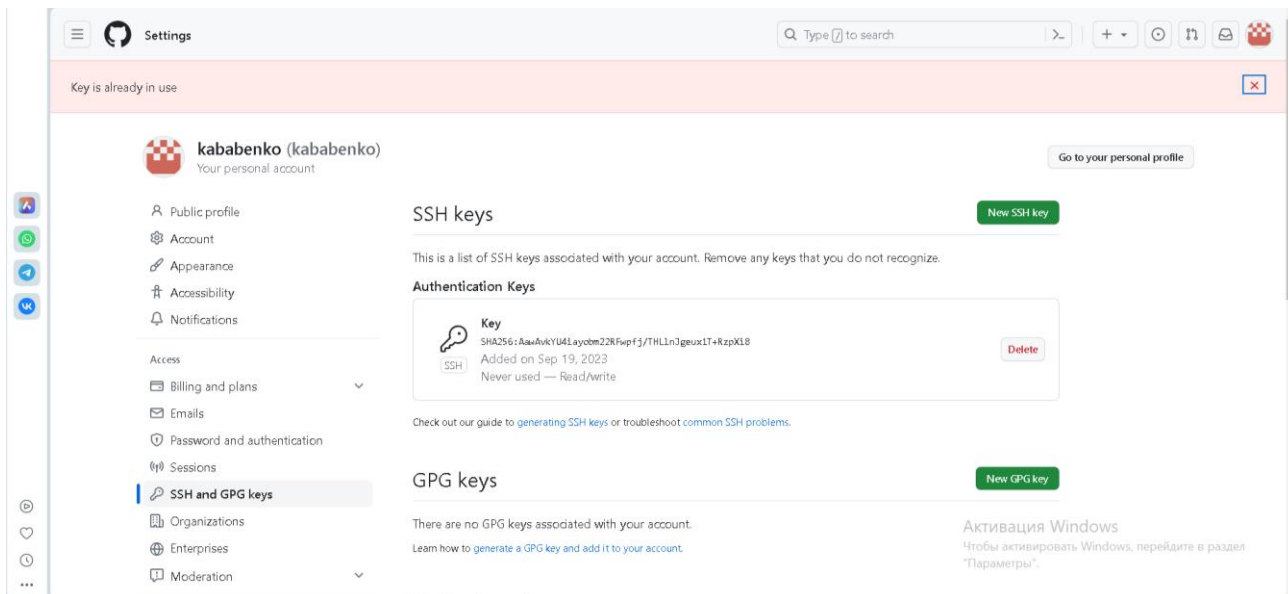 Settings
Type / to search
Key is already in use
kababenko (kababenko)
Your personal account
Go to your personal profile
Public profile
Account
Appearance
Accessibility
Notifications
Access
Billing and plans
Emails
Password and authentication
Sessions
SSH and GPG keys
Organizations
Enterprises
Moderation
SSH keys
New SSH key
This is a list of SSH keys associated with your account. Remove any keys that you do not recognize.
Authentication Keys
Key
SSH
Added on Sep 19, 2023
Never used — Read/write
Delete
Check out our guide to generating SSH keys or troubleshoot common SSH problems.
GPG keys
New GPG key
There are no GPG keys associated with your account.
Learn how to generate a GPG key and add it to your account.
Активация Windows
Чтобы активировать Windows, перейдите в раздел
"Параметры".